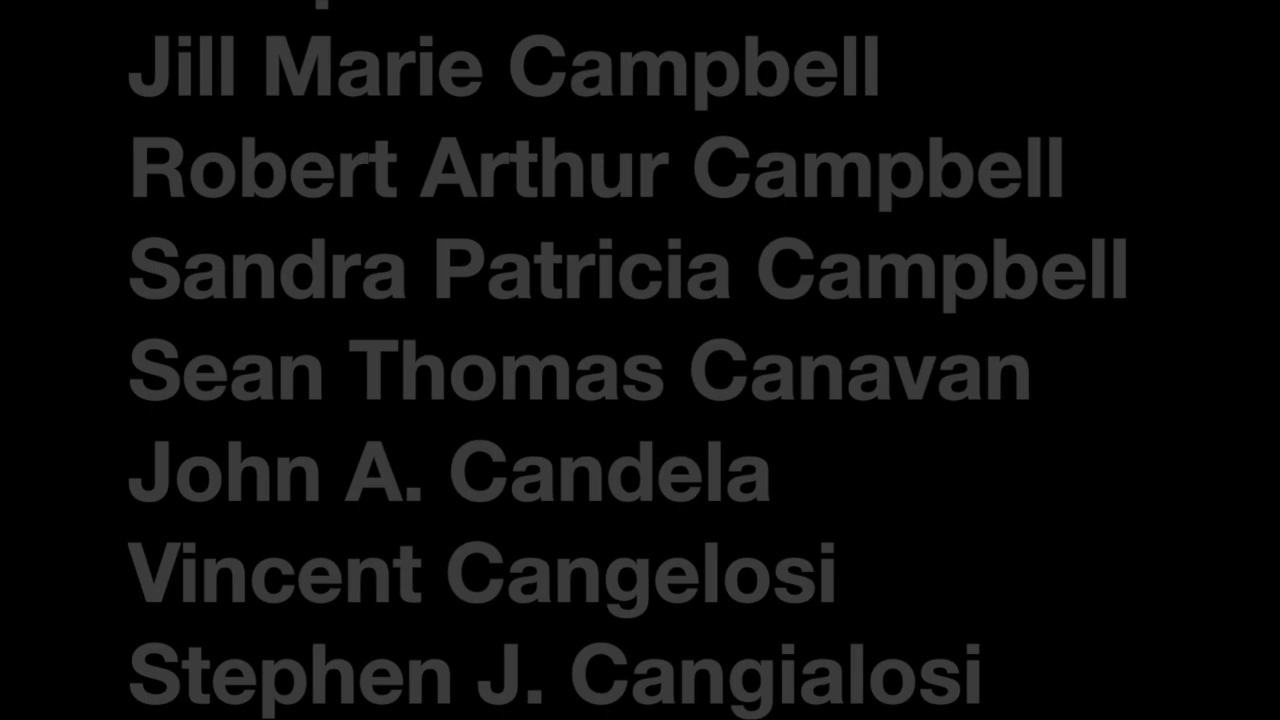 Jill Marie Campbell
Robert Arthur Campbell
Sandra Patricia Campbell
Sean Thomas Canavan
John A. Candela
Vincent Cangelosi
Stephen J. Cangialosi